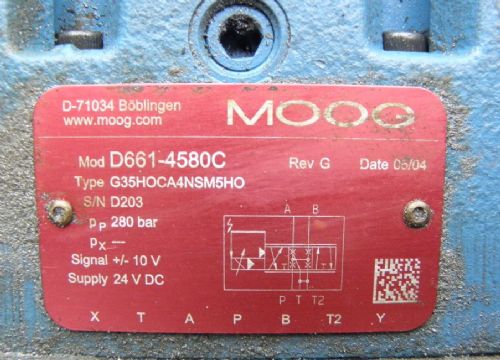 D-71034 Böblingen
www.moog.com
MOOG
Mod D661-4580C Rev G Date 05/04
Type G35HOCA4NSM5HO
S/N D203
pP 280 bar
pX —
Signal +/- 10 V
Supply 24 V DC
A B
P T T2
X T A P B T2 Y